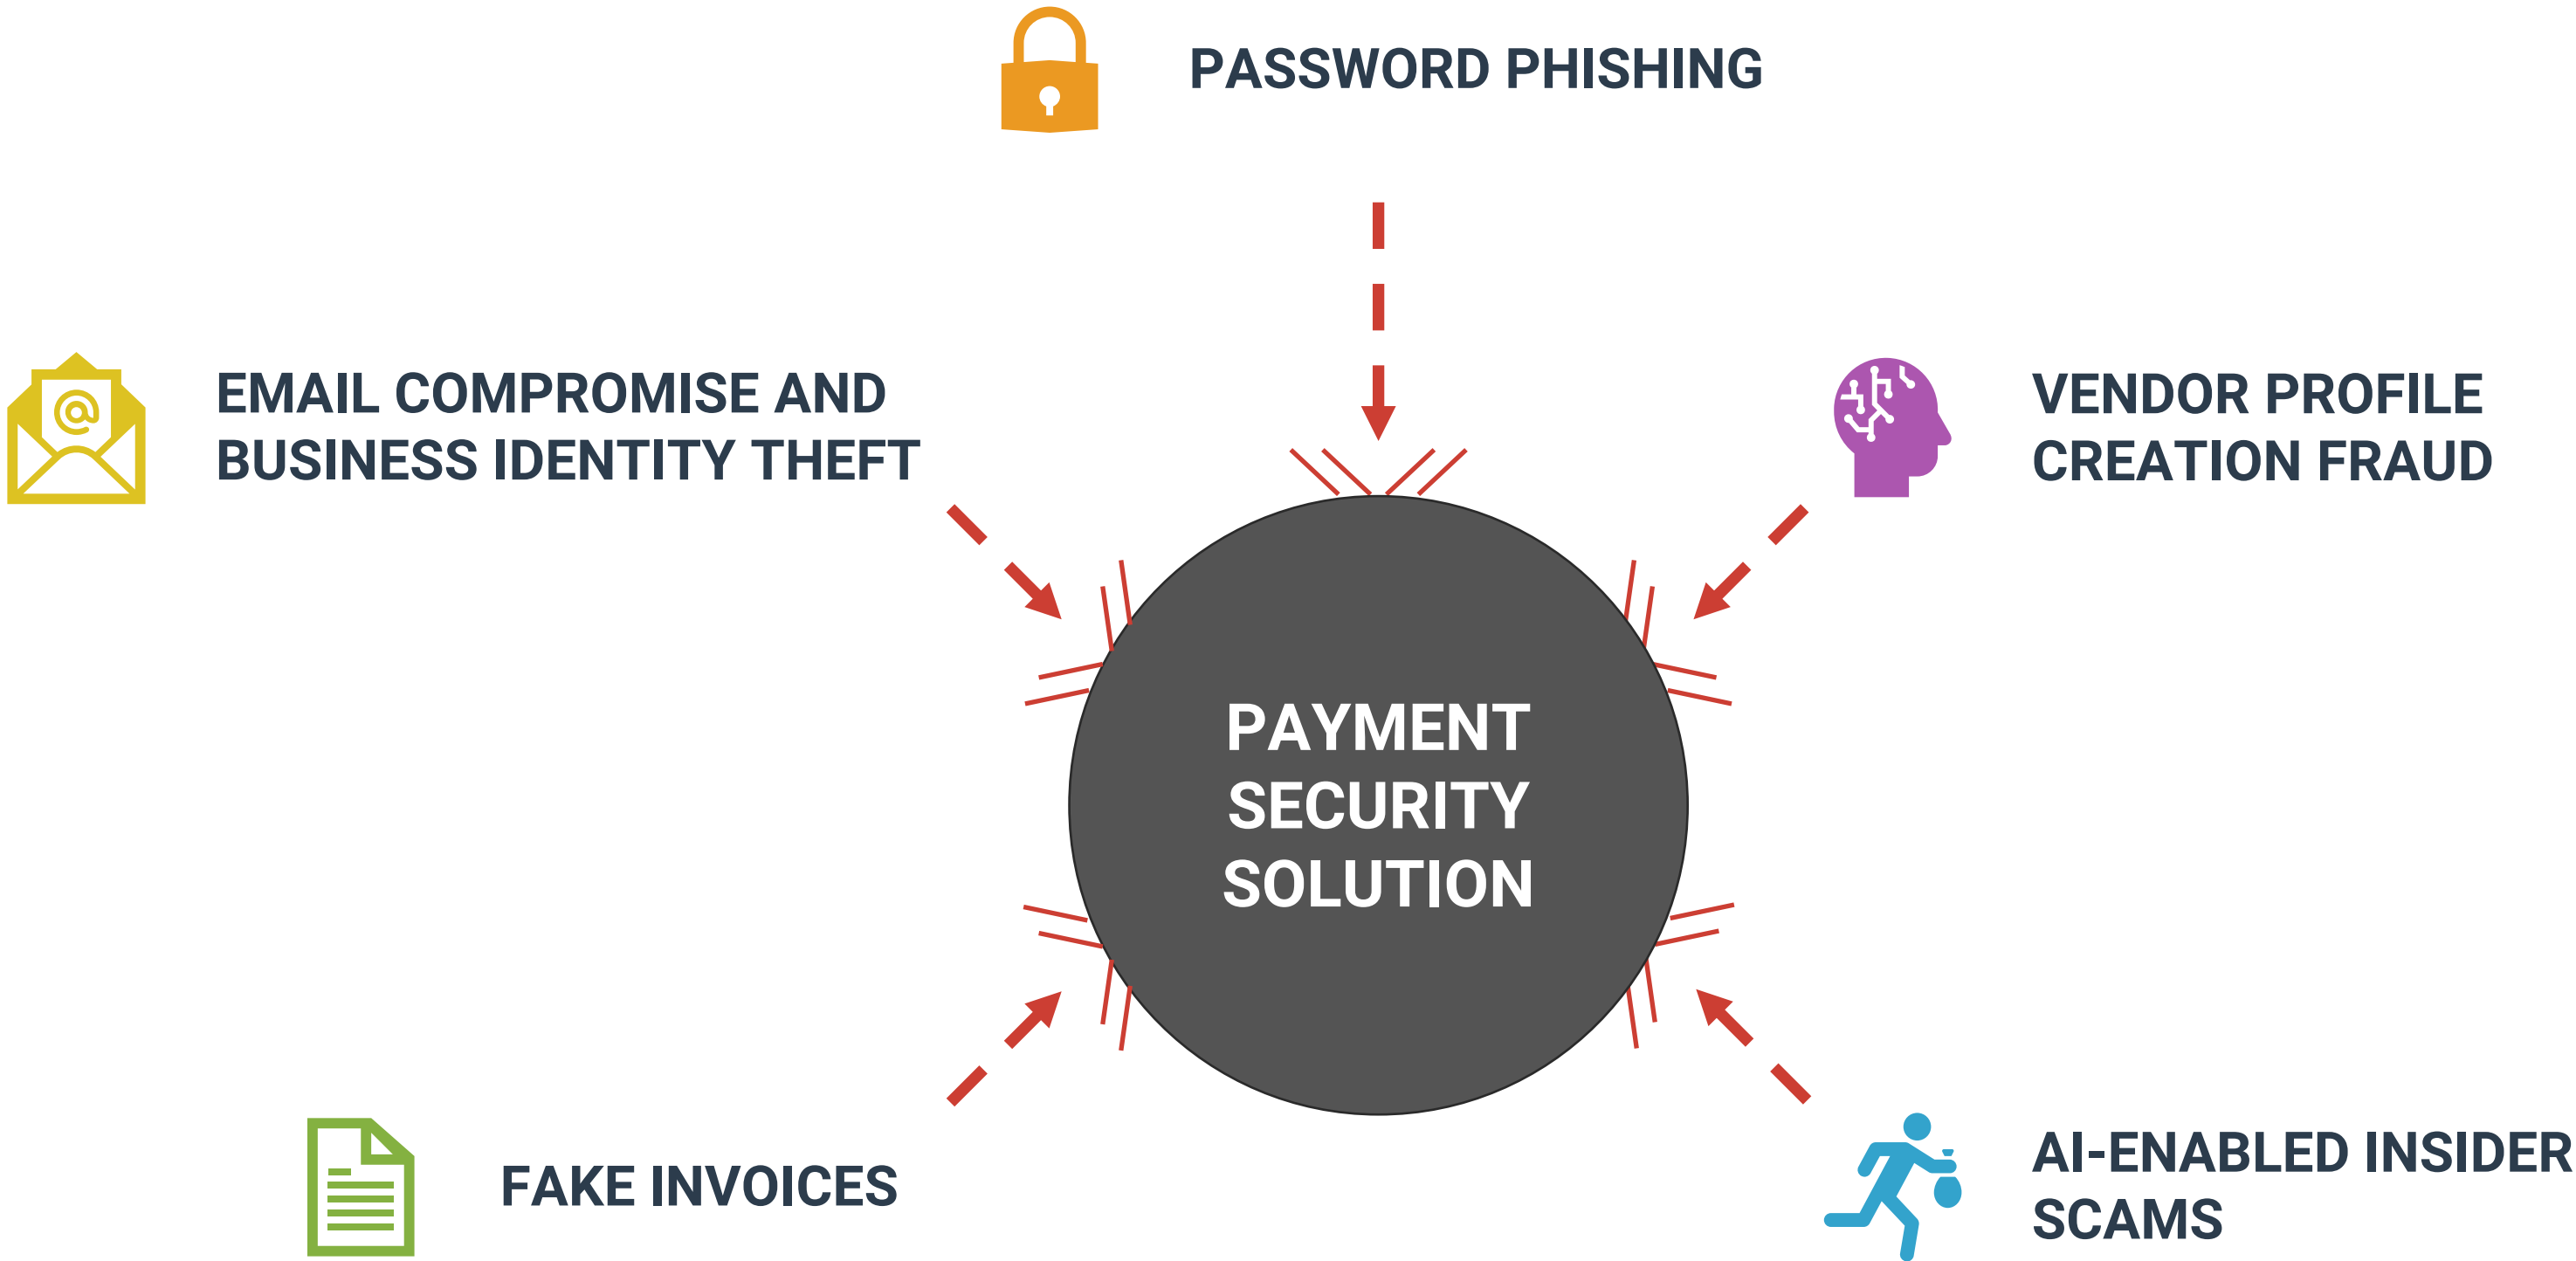 PASSWORD PHISHING
EMAIL COMPROMISE AND
BUSINESS IDENTITY THEFT
VENDOR PROFILE
CREATION FRAUD
PAYMENT
SECURITY
SOLUTION
FAKE INVOICES
AI-ENABLED INSIDER
SCAMS